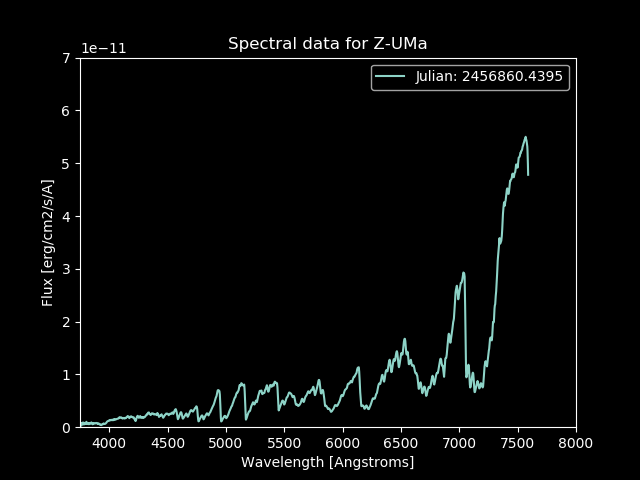 Spectral data for Z-UMa
1e−11
Julian: 2456860.4395
7
6
5
4
3
2
1
0
Flux [erg/cm2/s/A]
4000 4500 5000 5500 6000 6500 7000 7500 8000
Wavelength [Angstroms]